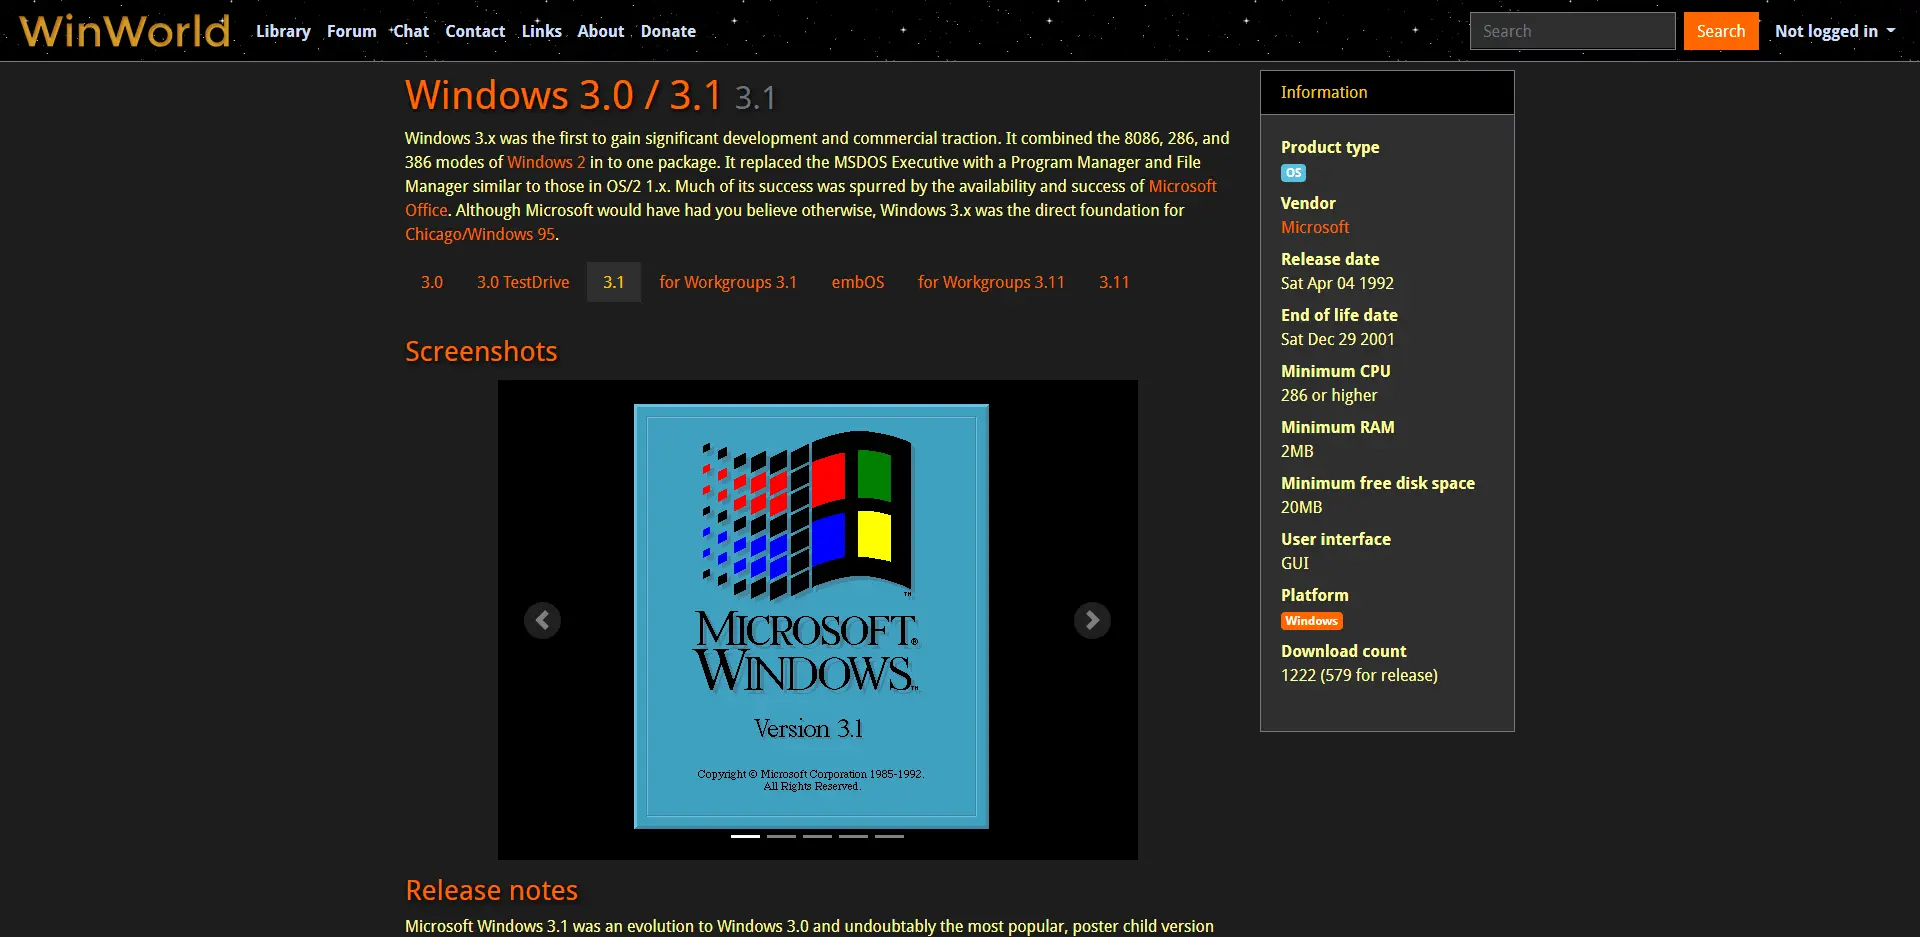 WinWorld Library Forum Chat Contact Links About Donate Search Search Not logged in
Windows 3.0 / 3.1 3.1
Windows 3.x was the first to gain significant development and commercial traction. It combined the 8086, 286, and
386 modes of Windows 2 in to one package. It replaced the MSDOS Executive with a Program Manager and File
Manager similar to those in OS/2 1.x. Much of its success was spurred by the availability and success of Microsoft
Office. Although Microsoft would have had you believe otherwise, Windows 3.x was the direct foundation for
Chicago/Windows 95.
3.0 3.0 TestDrive 3.1 for Workgroups 3.1 embOS for Workgroups 3.11 3.11
Screenshots
MICROSOFT®
WINDOWS™
Version 3.1
Copyright © Microsoft Corporation 1985-1992.
All Rights Reserved.
Release notes
Microsoft Windows 3.1 was an evolution to Windows 3.0 and undoubtably the most popular, poster child version
Information
Product type
OS
Vendor
Microsoft
Release date
Sat Apr 04 1992
End of life date
Sat Dec 29 2001
Minimum CPU
286 or higher
Minimum RAM
2MB
Minimum free disk space
20MB
User interface
GUI
Platform
Windows
Download count
1222 (579 for release)